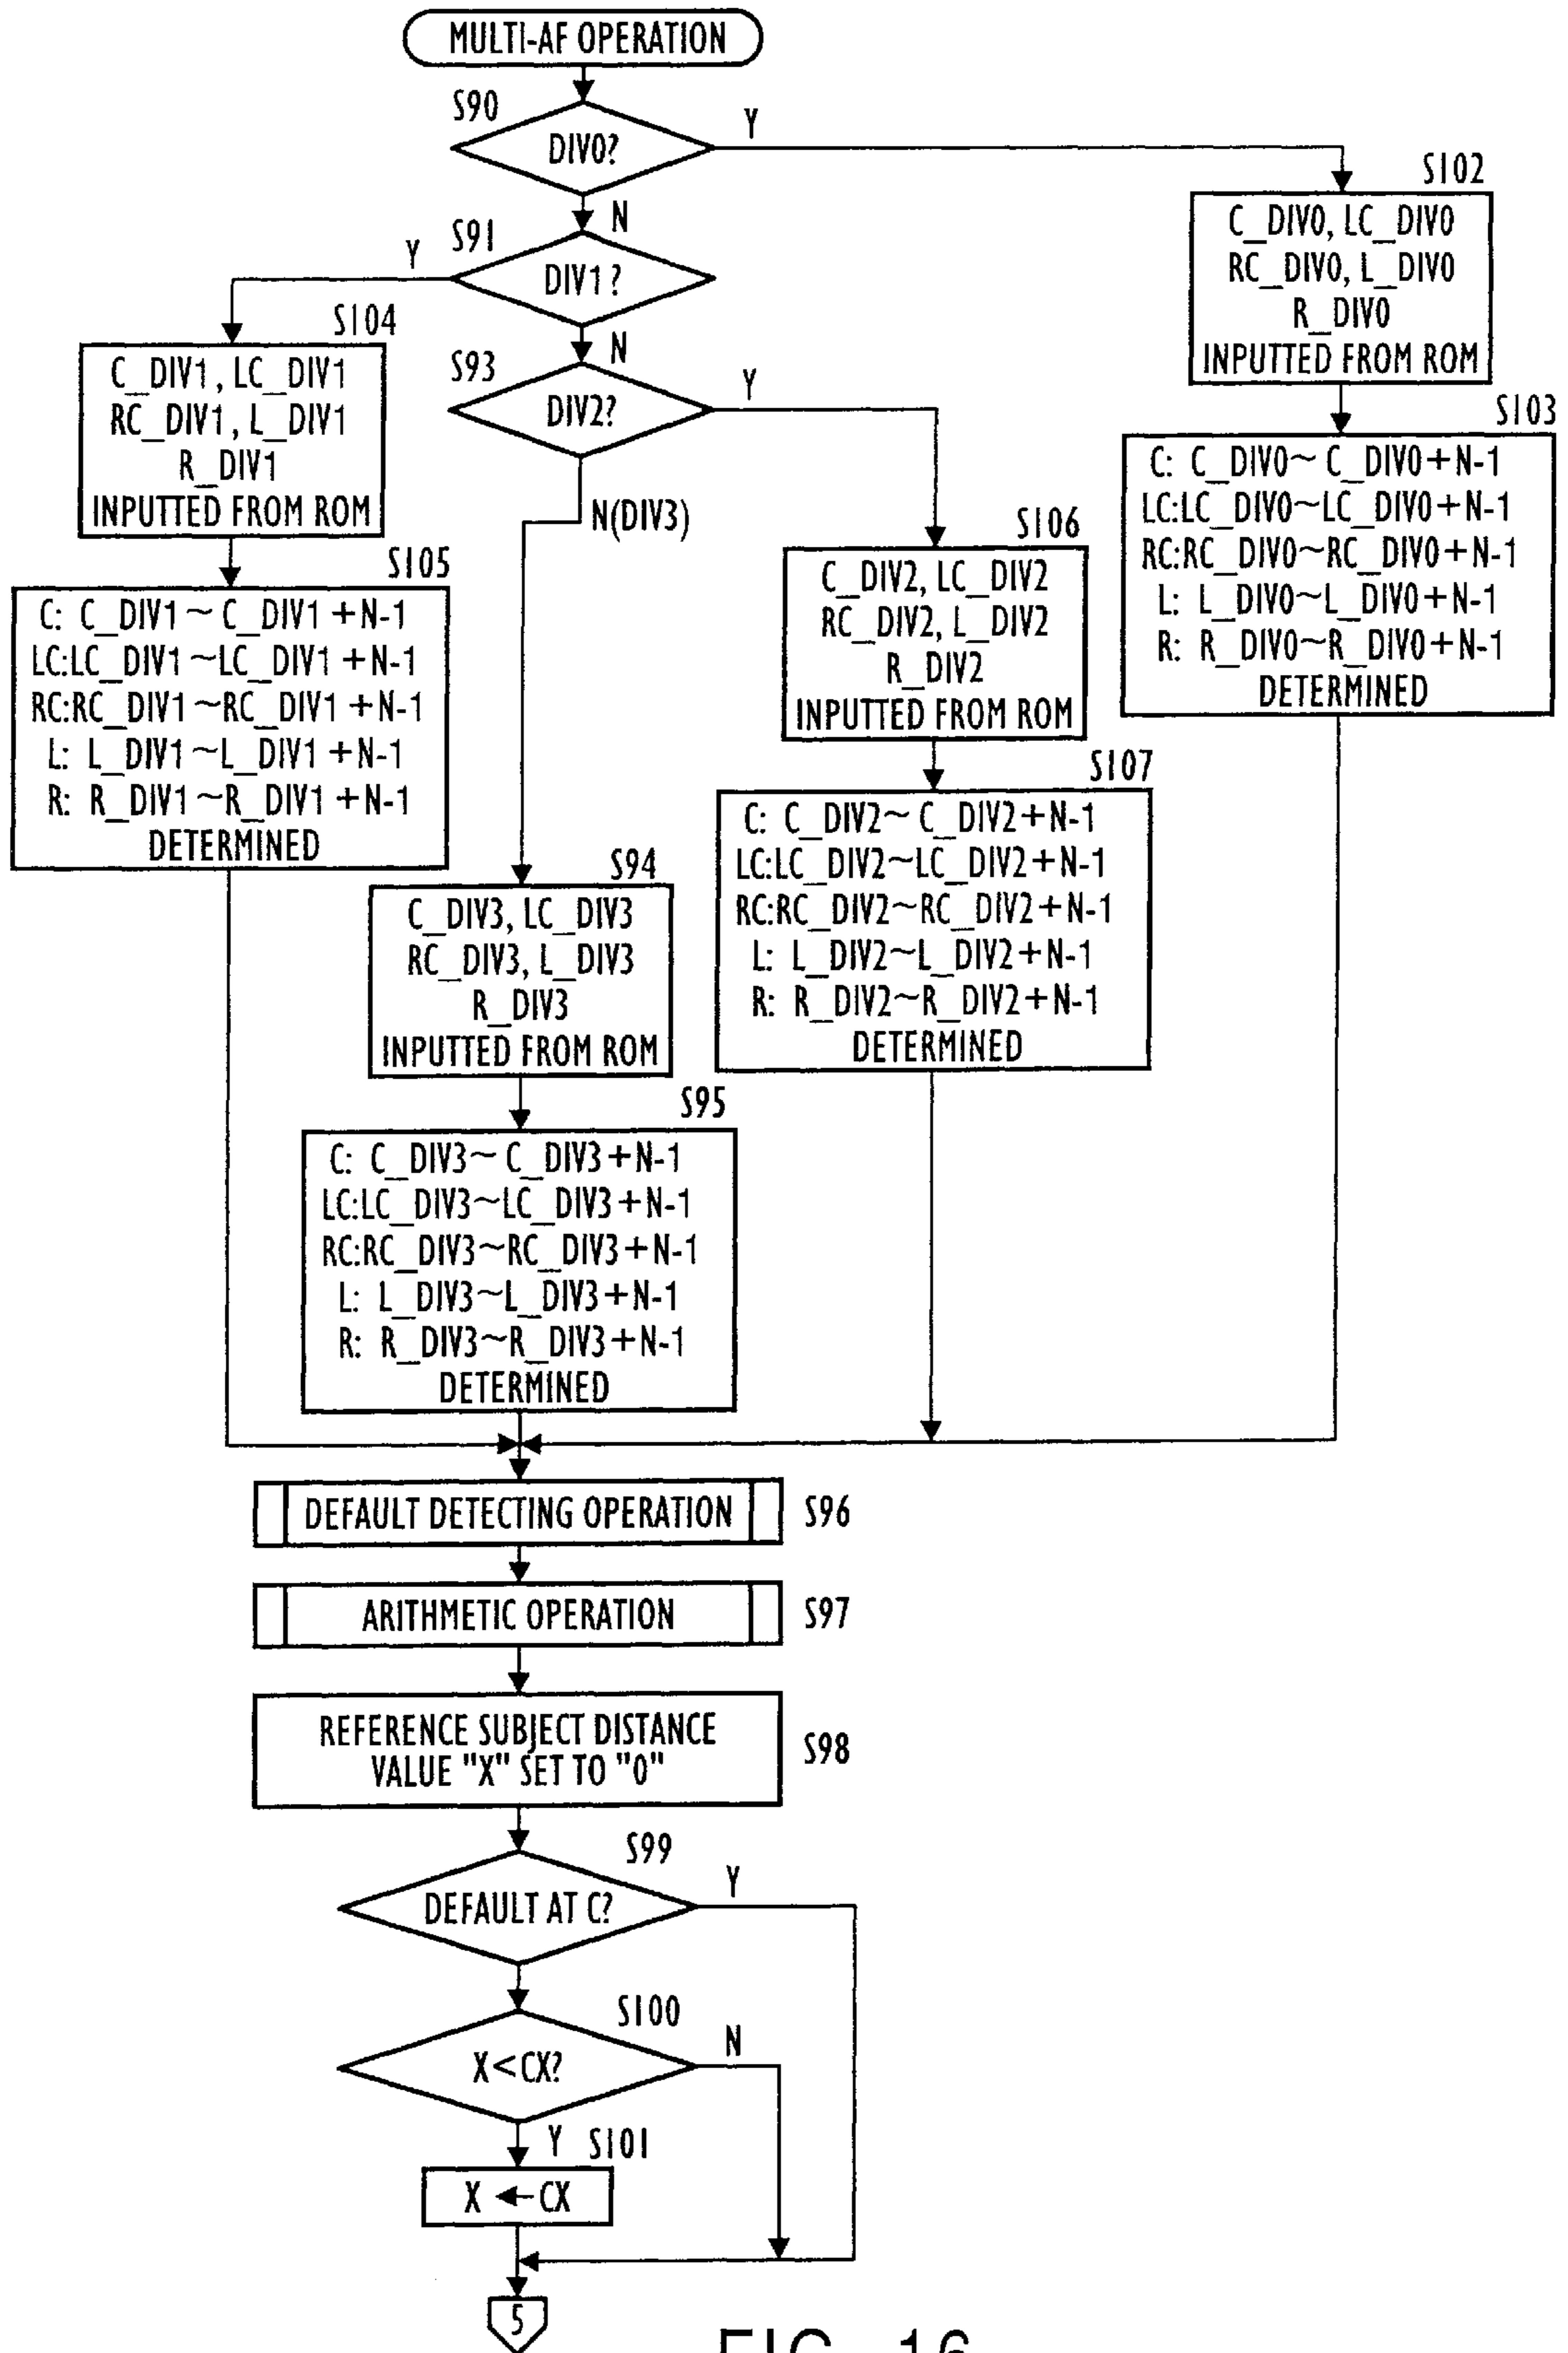 MULTI-AF OPERATION
S90
DIV0?
Y
N
S102
C_DIV0, LC_DIV0
RC_DIV0, L_DIV0
R_DIV0
INPUTTED FROM ROM
S91
DIV1?
Y
N
S104
C_DIV1, LC_DIV1
RC_DIV1, L_DIV1
R_DIV1
INPUTTED FROM ROM
S93
DIV2?
Y
N(DIV3)
S103
C: C_DIV0~C_DIV0+N-1
LC:LC_DIV0~LC_DIV0+N-1
RC:RC_DIV0~RC_DIV0+N-1
L: L_DIV0~L_DIV0+N-1
R: R_DIV0~R_DIV0+N-1
DETERMINED
S105
C: C_DIV1~C_DIV1+N-1
LC:LC_DIV1~LC_DIV1+N-1
RC:RC_DIV1~RC_DIV1+N-1
L: L_DIV1~L_DIV1+N-1
R: R_DIV1~R_DIV1+N-1
DETERMINED
S106
C_DIV2, LC_DIV2
RC_DIV2, L_DIV2
R_DIV2
INPUTTED FROM ROM
S107
C: C_DIV2~C_DIV2+N-1
LC:LC_DIV2~LC_DIV2+N-1
RC:RC_DIV2~RC_DIV2+N-1
L: L_DIV2~L_DIV2+N-1
R: R_DIV2~R_DIV2+N-1
DETERMINED
S94
C_DIV3, LC_DIV3
RC_DIV3, L_DIV3
R_DIV3
INPUTTED FROM ROM
S95
C: C_DIV3~C_DIV3+N-1
LC:LC_DIV3~LC_DIV3+N-1
RC:RC_DIV3~RC_DIV3+N-1
L: L_DIV3~L_DIV3+N-1
R: R_DIV3~R_DIV3+N-1
DETERMINED
DEFAULT DETECTING OPERATION
S96
ARITHMETIC OPERATION
S97
REFERENCE SUBJECT DISTANCE
VALUE "X" SET TO "0"
S98
S99
DEFAULT AT C?
Y
S100
X<CX?
N
Y
S101
X ← CX
5
FIG. 16